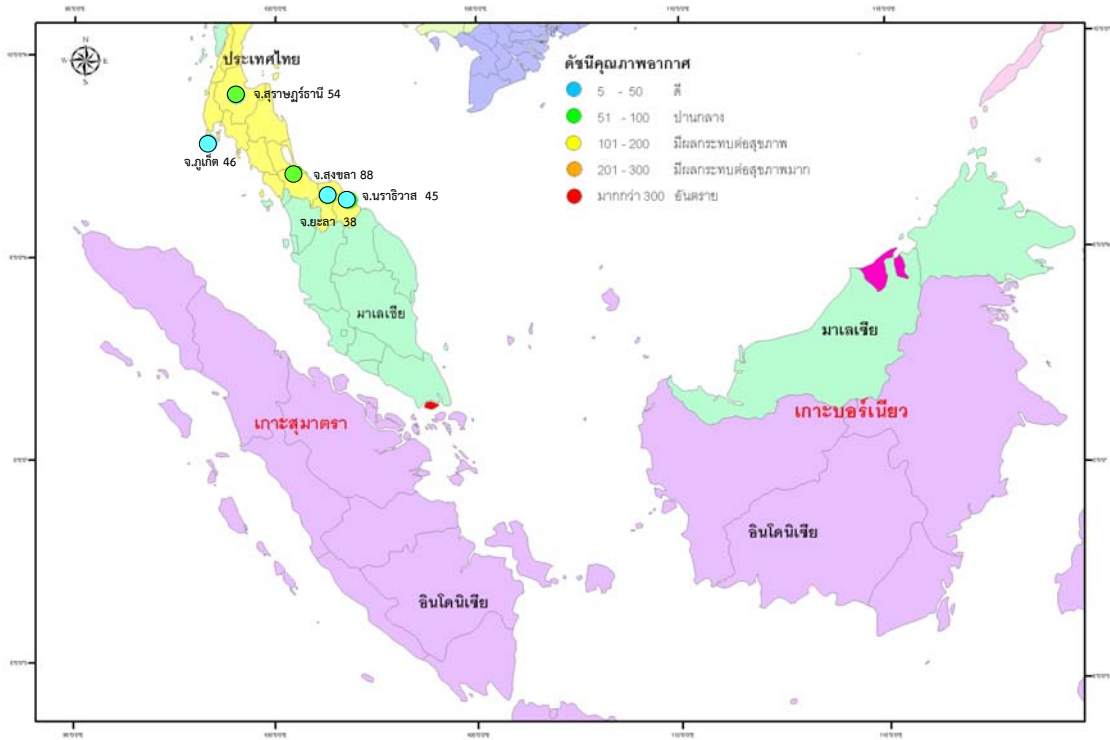 N
W E
S
ประเทศไทย
จ.สุราษฎร์ธานี 54
จ.ภูเก็ต 46
จ.สงขลา 88
จ.นราธิวาส 45
จ.ยะลา 38
ดัชนีคุณภาพอากาศ
5 - 50 ดี
51 - 100 ปานกลาง
101 - 200 มีผลกระทบต่อสุขภาพ
201 - 300 มีผลกระทบต่อสุขภาพมาก
มากกว่า 300 อันตราย
มาเลเซีย
มาเลเซีย
เกาะสุมาตรา
เกาะบอร์เนียว
อินโดนิเซีย
อินโดนิเซีย